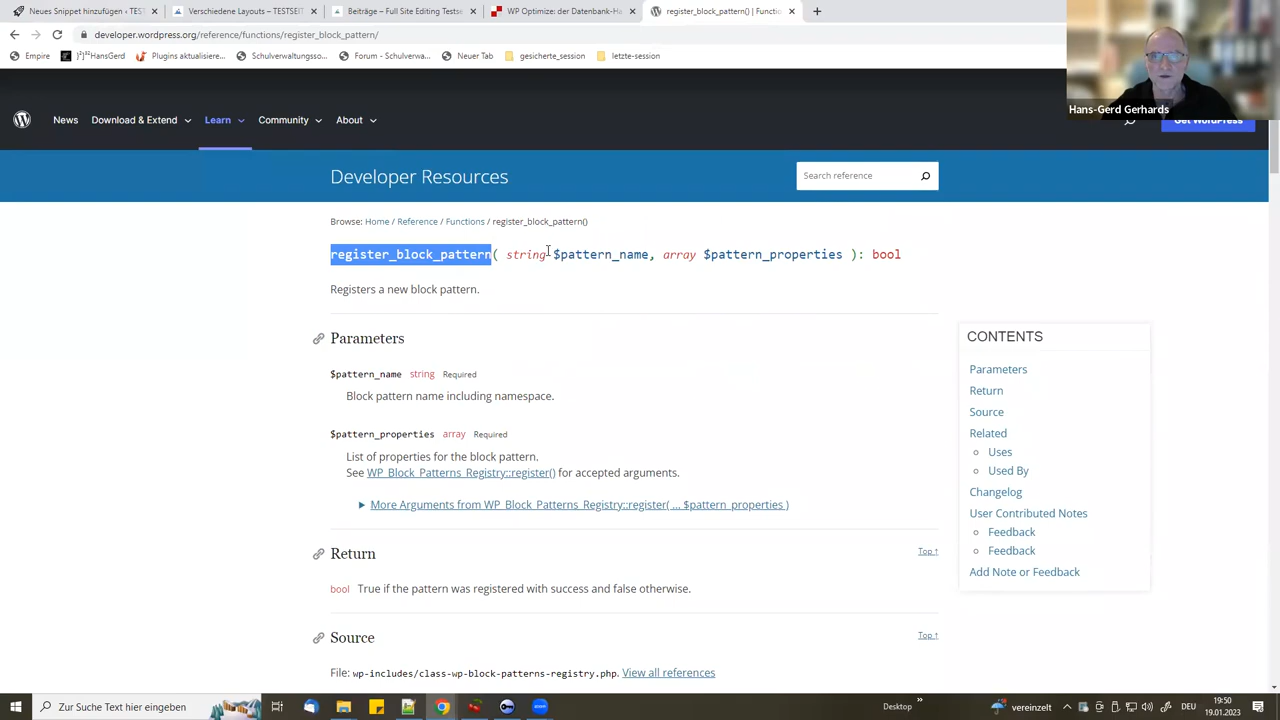 Neues Full Site Editing TEST
Verschiedene Layouts – TESTSEIT
Beiträge – Full Site Editing Testse
WP Optimize: der Datenbank-Ha
register_block_pattern() | Functio
developer.wordpress.org/reference/functions/register_block_pattern/
Empire
}²]³²HansGerd
Plugins aktualisiere...
Schulverwaltungsso...
Forum - Schulverwa...
Neuer Tab
gesicherte_session
letzte-session
Hans-Gerd Gerhards
News
Download & Extend
Learn
Community
About
Get WordPress
Developer Resources
Search reference
Browse: Home / Reference / Functions / register_block_pattern()
register_block_pattern( string $pattern_name, array $pattern_properties ): bool
Registers a new block pattern.
Parameters
$pattern_name string Required
Block pattern name including namespace.
$pattern_properties array Required
List of properties for the block pattern.
See WP_Block_Patterns_Registry::register() for accepted arguments.
More Arguments from WP_Block_Patterns_Registry::register( ... $pattern_properties )
Return
Top ↑
bool True if the pattern was registered with success and false otherwise.
Source
Top ↑
File: wp-includes/class-wp-block-patterns-registry.php. View all references
CONTENTS
Parameters
Return
Source
Related
Uses
Used By
Changelog
User Contributed Notes
Feedback
Feedback
Add Note or Feedback
Zur Suche Text hier eingeben
Desktop
»
vereinzelt
DEU
19:50
19.01.2023